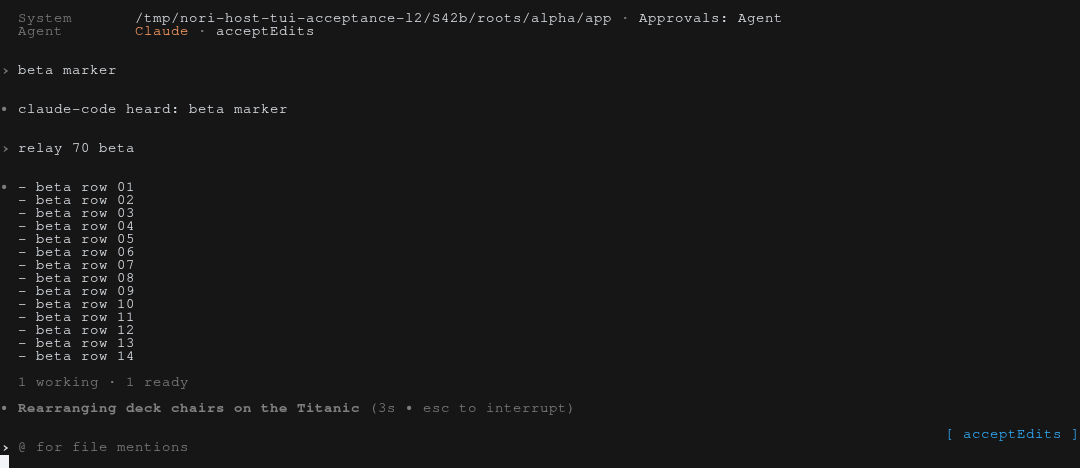 System /tmp/nori-host-tui-acceptance-l2/S42b/roots/alpha/app · Approvals: Agent
Agent Claude · acceptEdits
› beta marker
• claude-code heard: beta marker
› relay 70 beta
• - beta row 01
- beta row 02
- beta row 03
- beta row 04
- beta row 05
- beta row 06
- beta row 07
- beta row 08
- beta row 09
- beta row 10
- beta row 11
- beta row 12
- beta row 13
- beta row 14
1 working · 1 ready
• Rearranging deck chairs on the Titanic (3s • esc to interrupt)
[ acceptEdits ]
› @ for file mentions